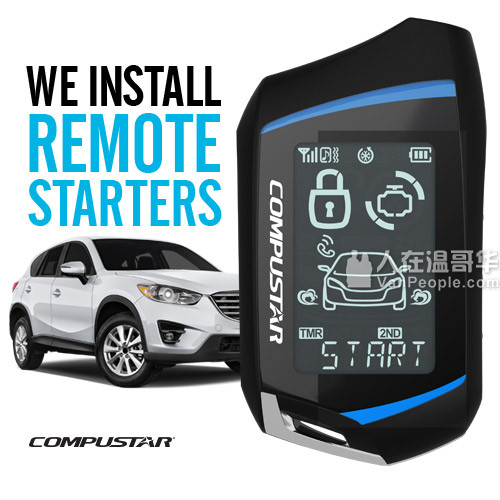 WE INSTALL
REMOTE
STARTERS
COMPUSTAR
TMR 2ND
START
人在温哥华
VanPeople.com
COMPUSTAR